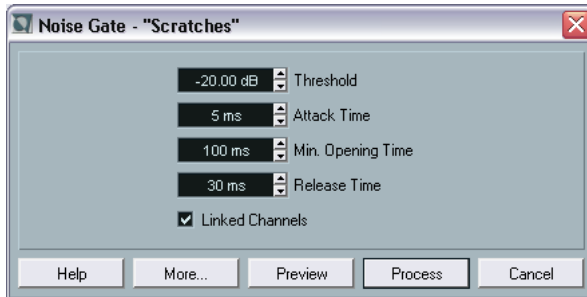 Noise Gate - "Scratches"
-20.00 dB Threshold
5 ms Attack Time
100 ms Min. Opening Time
30 ms Release Time
Linked Channels
Help More... Preview Process Cancel